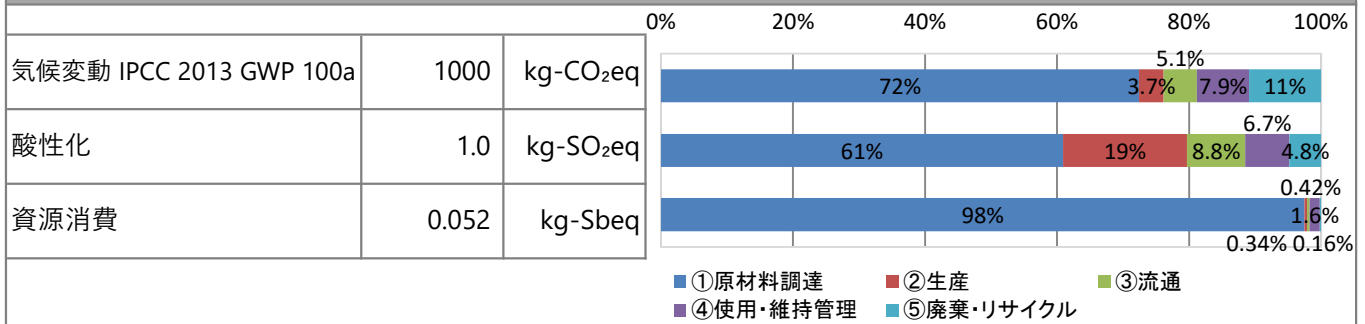 0% 20% 40% 60% 80% 100%
気候変動 IPCC 2013 GWP 100a 1000 kg-CO₂eq
5.1%
72% 3.7% 7.9% 11%
酸性化 1.0 kg-SO₂eq
6.7%
61% 19% 8.8% 4.8%
資源消費 0.052 kg-Sbeq
0.42%
98% 1.6%
0.34% 0.16%
①原材料調達 ②生産 ③流通
④使用・維持管理 ⑤廃棄・リサイクル